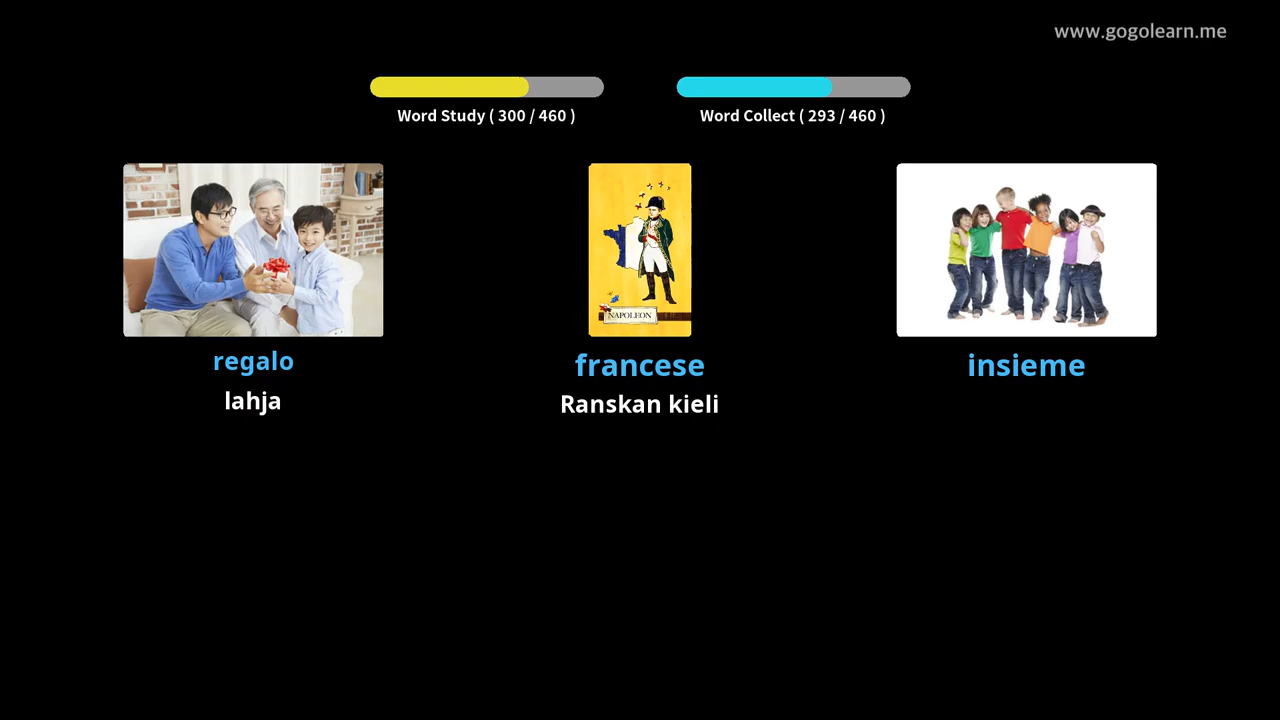 www.gogolearn.me
Word Study ( 300 / 460 )
Word Collect ( 293 / 460 )
NAPOLEON
regalo
francese
insieme
lahja
Ranskan kieli